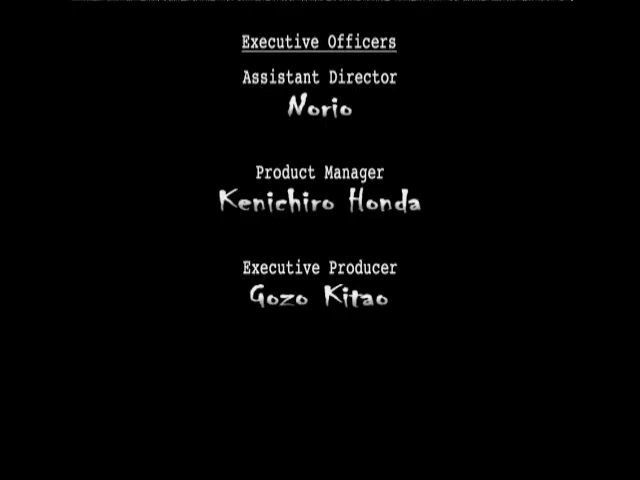 Executive Officers
Assistant Director
Norio
Product Manager
Kenichiro Honda
Executive Producer
Gozo Kitao